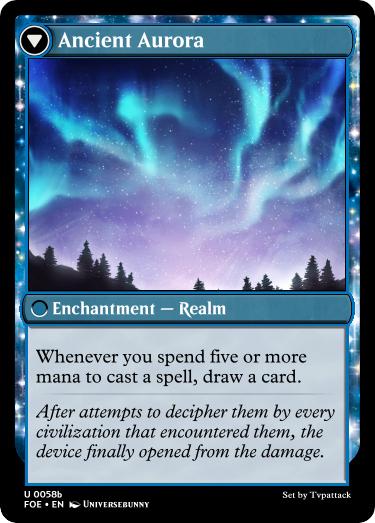 Ancient Aurora
Enchantment — Realm
Whenever you spend five or more
mana to cast a spell, draw a card.
After attempts to decipher them by every
civilization that encountered them, the
device finally opened from the damage.
U 0058b
FOE • EN Universebunny
Set by Tvpattack